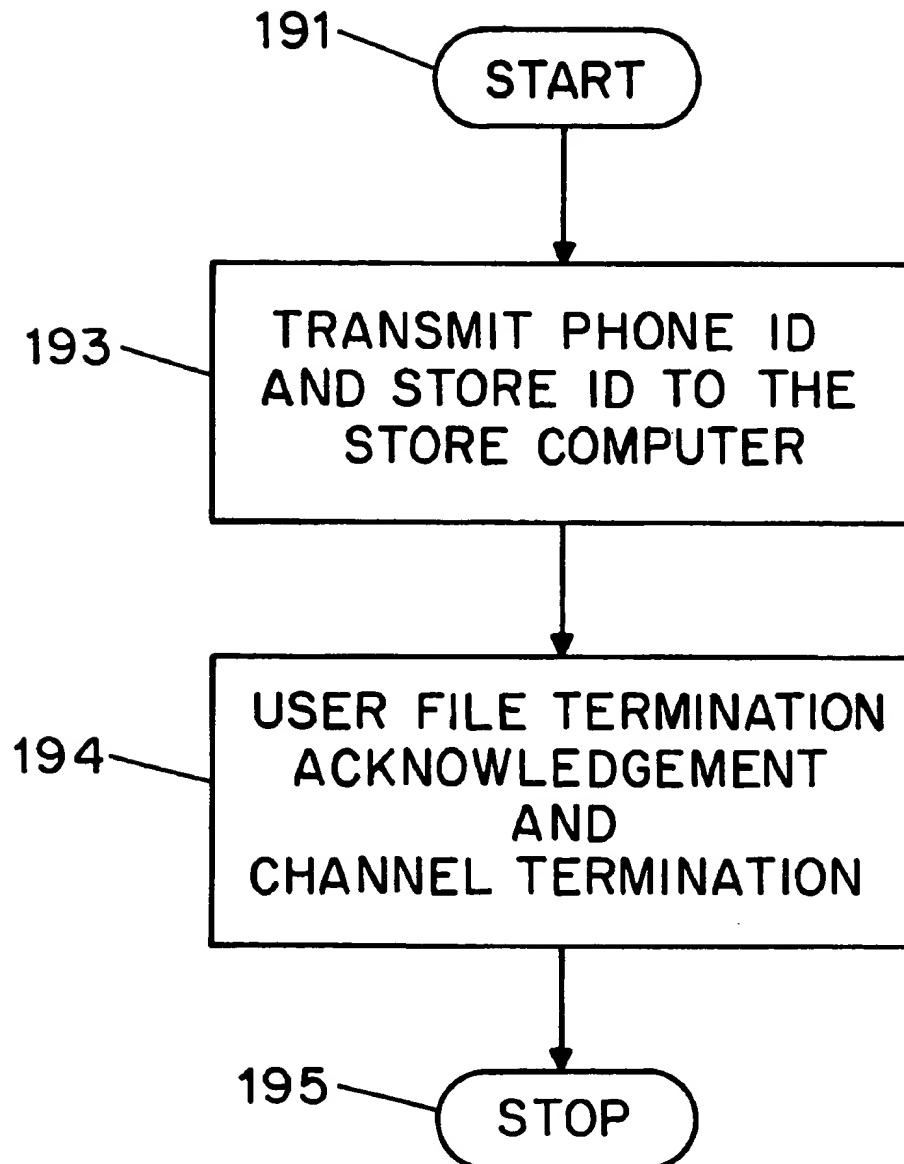 191
START
193
TRANSMIT PHONE ID
AND STORE ID TO THE
STORE COMPUTER
194
USER FILE TERMINATION
ACKNOWLEDGEMENT
AND
CHANNEL TERMINATION
195
STOP